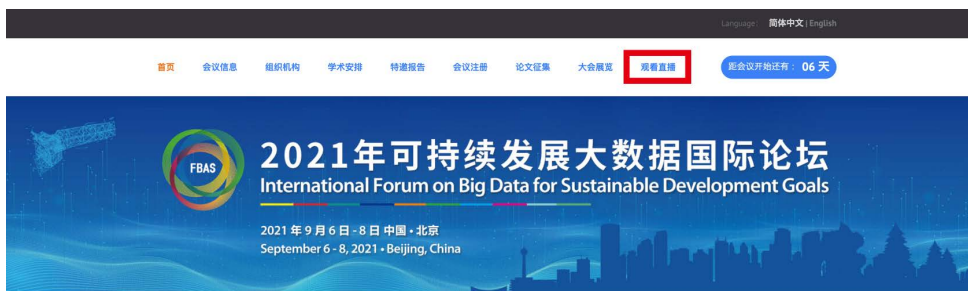 Language: 简体中文 | English
首页 会议信息 组织机构 学术安排 特邀报告 会议注册 论文征集 大会展览 观看直播 距会议开始还有: 06 天
FBAS
2021年可持续发展大数据国际论坛
International Forum on Big Data for Sustainable Development Goals
2021 年 9 月 6 日 - 8 日 中国 • 北京
September 6 - 8, 2021 • Beijing, China